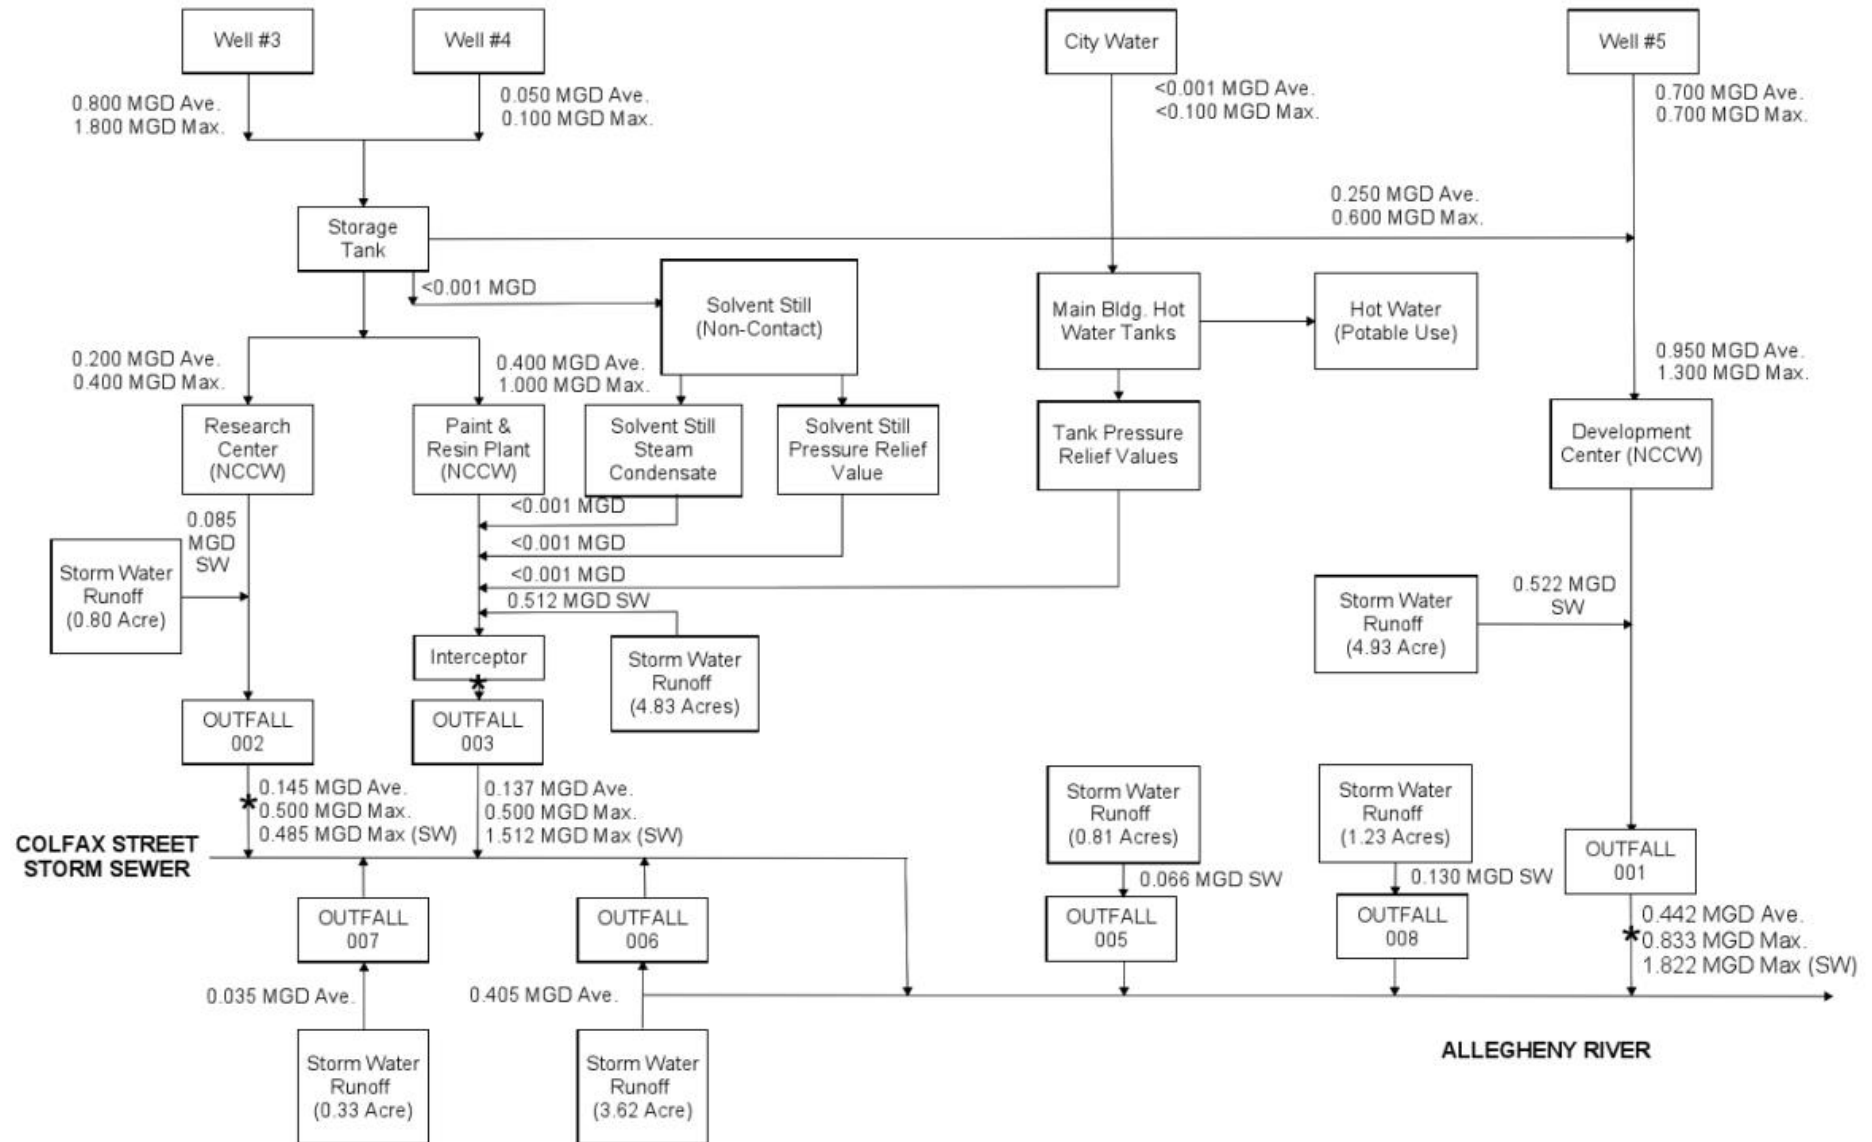 Well #3
Well #4
City Water
Well #5
0.800 MGD Ave.
1.800 MGD Max.
0.050 MGD Ave.
0.100 MGD Max.
<0.001 MGD Ave.
<0.100 MGD Max.
0.700 MGD Ave.
0.700 MGD Max.
0.250 MGD Ave.
0.600 MGD Max.
Storage
Tank
<0.001 MGD
Solvent Still
(Non-Contact)
Main Bldg. Hot
Water Tanks
Hot Water
(Potable Use)
0.200 MGD Ave.
0.400 MGD Max.
0.400 MGD Ave.
1.000 MGD Max.
0.950 MGD Ave.
1.300 MGD Max.
Research
Center
(NCCW)
Paint &
Resin Plant
(NCCW)
Solvent Still
Steam
Condensate
Solvent Still
Pressure Relief
Value
Tank Pressure
Relief Values
Development
Center (NCCW)
0.085
MGD
SW
<0.001 MGD
<0.001 MGD
<0.001 MGD
0.512 MGD SW
Storm Water
Runoff
(0.80 Acre)
Interceptor
*
Storm Water
Runoff
(4.83 Acres)
Storm Water
Runoff
(4.93 Acre)
0.522 MGD
SW
OUTFALL
002
OUTFALL
003
*
0.145 MGD Ave.
0.500 MGD Max.
0.485 MGD Max (SW)
0.137 MGD Ave.
0.500 MGD Max.
1.512 MGD Max (SW)
Storm Water
Runoff
(0.81 Acres)
Storm Water
Runoff
(1.23 Acres)
0.066 MGD SW
0.130 MGD SW
OUTFALL
001
COLFAX STREET
STORM SEWER
OUTFALL
007
OUTFALL
006
OUTFALL
005
OUTFALL
008
*
0.442 MGD Ave.
0.833 MGD Max.
1.822 MGD Max (SW)
0.035 MGD Ave.
0.405 MGD Ave.
Storm Water
Runoff
(0.33 Acre)
Storm Water
Runoff
(3.62 Acre)
ALLEGHENY RIVER